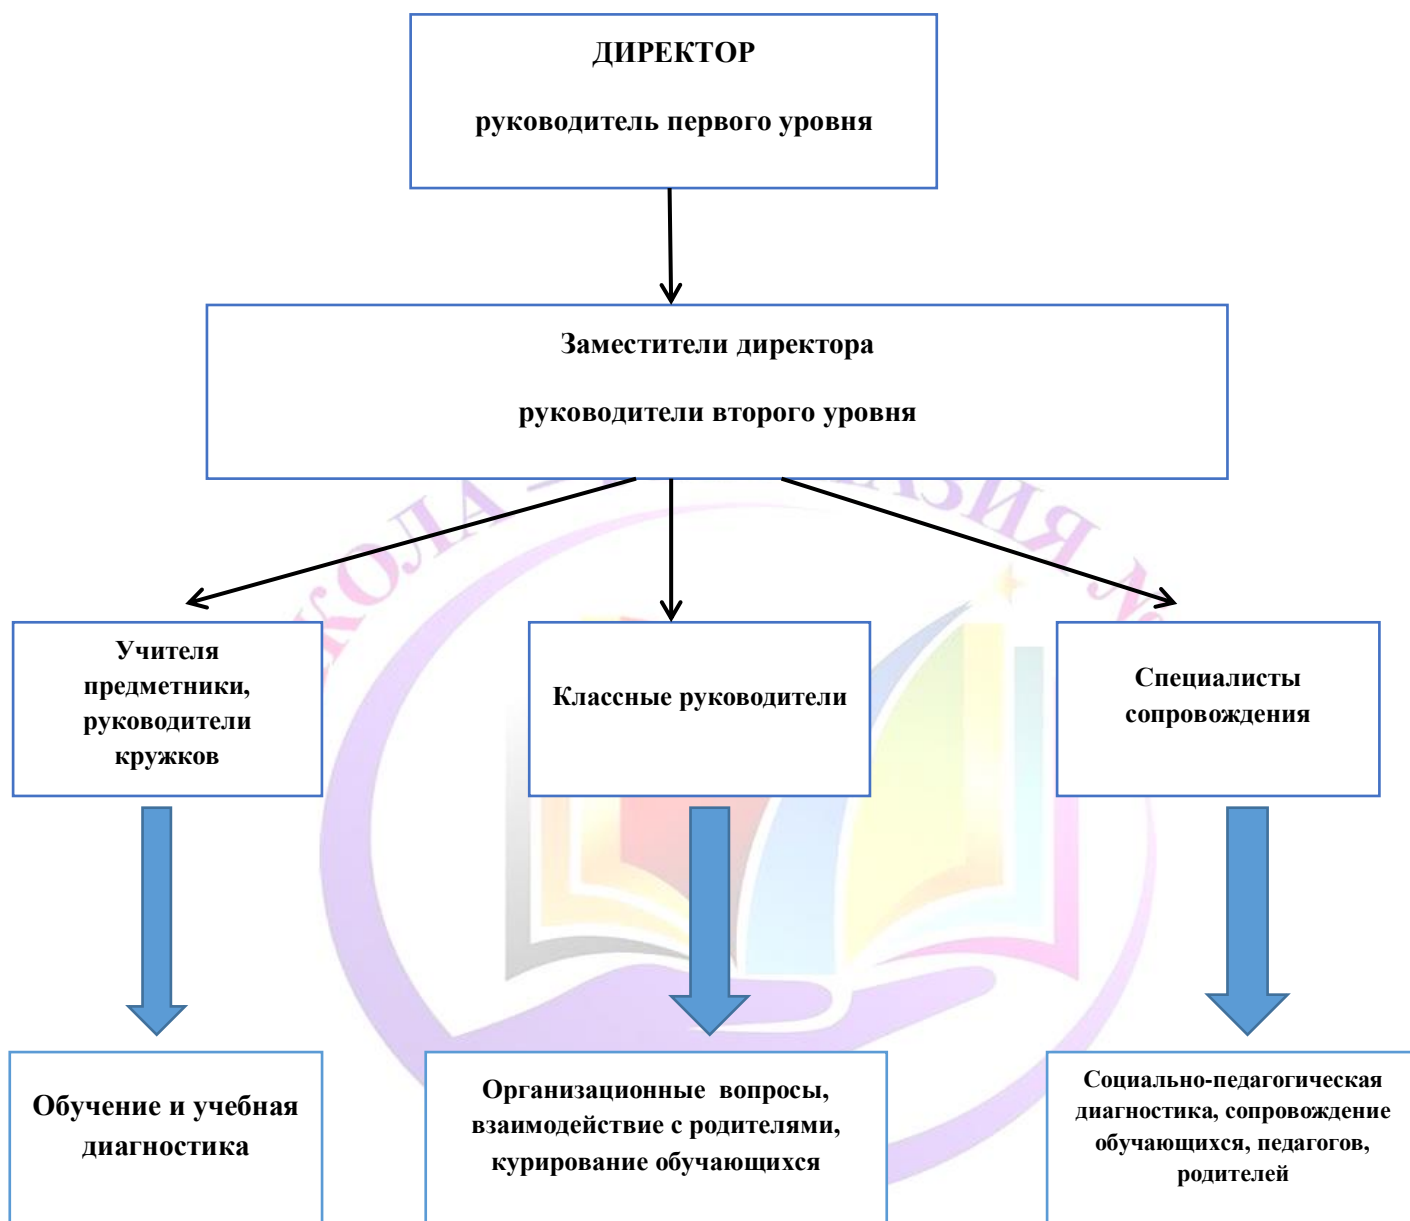 ДИРЕКТОР
руководитель первого уровня
Заместители директора
руководители второго уровня
Учителя
предметники,
руководители
кружков
Классные руководители
Специалисты
сопровождения
Обучение и учебная
диагностика
Организационные вопросы,
взаимодействие с родителями,
курирование обучающихся
Социально-педагогическая
диагностика, сопровождение
обучающихся, педагогов,
родителей